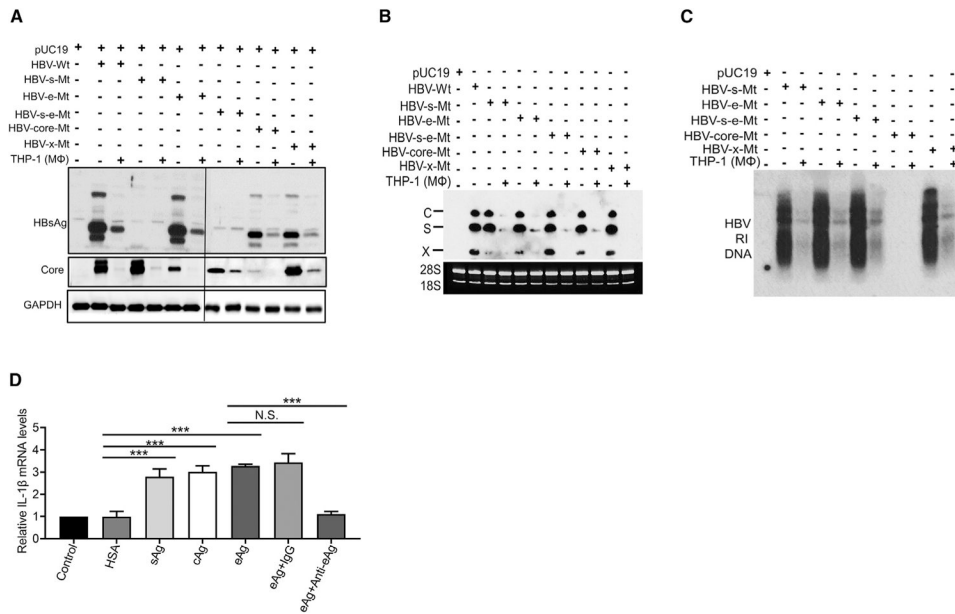 A
pUC19 + + + + + + + + + + + + +
HBV-Wt - + + - - - - - - - - - -
HBV-s-Mt - - - + + - - - - - - - -
HBV-e-Mt - - - - - + + - - - - - -
HBV-s-e-Mt - - - - - - - + + - - - -
HBV-core-Mt - - - - - - - - - + + - -
HBV-x-Mt - - - - - - - - - - - + +
THP-1 (MΦ) - - + - + - + - + - + - +
HBsAg
Core
GAPDH
B
pUC19 + - - - - - - - - - - -
HBV-Wt - + - - - - - - - - - -
HBV-s-Mt - - + + - - - - - - - -
HBV-e-Mt - - - - + + - - - - - -
HBV-s-e-Mt - - - - - - + + - - - -
HBV-core-Mt - - - - - - - - + + - -
HBV-x-Mt - - - - - - - - - - + +
THP-1 (MΦ) - - - + - + - + - + - +
C
S
X
28S
18S
C
pUC19 + - - - - - - - - - -
HBV-s-Mt - + + - - - - - - - -
HBV-e-Mt - - - + + - - - - - -
HBV-s-e-Mt - - - - - + + - - - -
HBV-core-Mt - - - - - - - + + - -
HBV-x-Mt - - - - - - - - - + +
THP-1 (MΦ) - - + - + - + - + - +
HBV
RI
DNA
D
Relative IL-1β mRNA levels
5
4
3
2
1
0
***
N.S.
***
***
***
Control
HSA
sAg
cAg
eAg
eAg+IgG
eAg+Anti-eAg